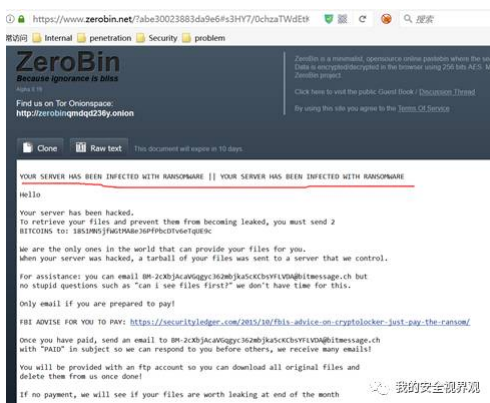 https://www.zerobin.net/?abe30023883da9e6#s3HY7/0chzaTWdEtK
搜索
常访问 Internal penetration Security problem
ZeroBin
Because ignorance is bliss
Alpha 0.19
Find us on Tor Onionspace:
http://zerobinqmdqd236y.onion
ZeroBin is a minimalist, opensource online pastebin where the se
Data is encrypted/decrypted in the browser using 256 bits AES. M
ZeroBin project.
Click here to visit the public Guest Book / Discussion Thread
By using this site you agree to the Terms Of Service
Clone Raw text This document will expire in 10 days.
YOUR SERVER HAS BEEN INFECTED WITH RANSOMWARE || YOUR SERVER HAS BEEN INFECTED WITH RANSOMWARE
Hello
Your server has been hacked.
To retrieve your files and prevent them from becoming leaked, you must send 2
BITCOINS to:
We are the only ones in the world that can provide your files for you.
When your server was hacked, a tarball of your files was sent to a server that we control.
For assistance: you can email but
no stupid questions such as "can i see files first?" we don't have time for this.
Only email if you are prepared to pay!
FBI ADVISE FOR YOU TO PAY: https://securityledger.com/2015/10/fbis-advice-on-cryptolocker-just-pay-the-ransom/
Once you have paid, send an email to
with "PAID" in subject so we can respond to you before others, we receive many emails!
You will be provided with an ftp account so you can download all original files and
delete them from us once done!
If no payment, we will see if your files are worth leaking at end of the month
我的安全视界观